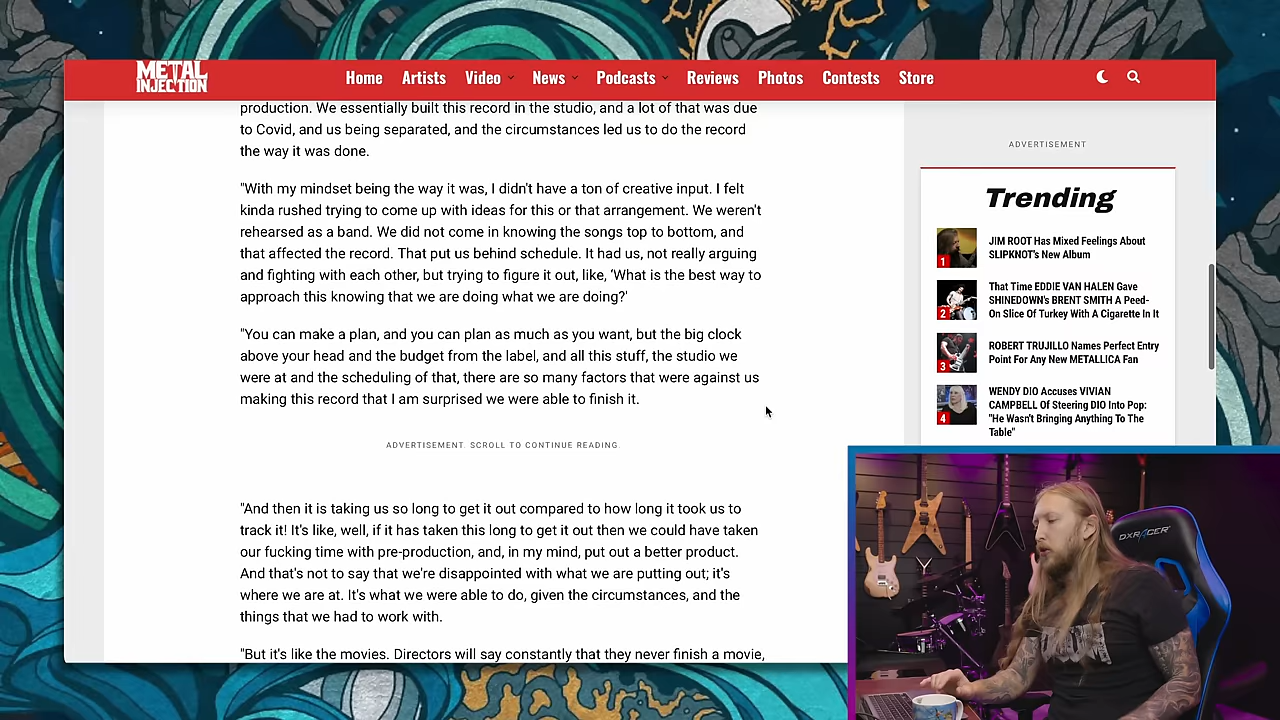 METAL
INJECTION
Home Artists Video News Podcasts Reviews Photos Contests Store
production. We essentially built this record in the studio, and a lot of that was due
to Covid, and us being separated, and the circumstances led us to do the record
the way it was done.
"With my mindset being the way it was, I didn't have a ton of creative input. I felt
kinda rushed trying to come up with ideas for this or that arrangement. We weren't
rehearsed as a band. We did not come in knowing the songs top to bottom, and
that affected the record. That put us behind schedule. It had us, not really arguing
and fighting with each other, but trying to figure it out, like, ‘What is the best way to
approach this knowing that we are doing what we are doing?'
"You can make a plan, and you can plan as much as you want, but the big clock
above your head and the budget from the label, and all this stuff, the studio we
were at and the scheduling of that, there are so many factors that were against us
making this record that I am surprised we were able to finish it.
ADVERTISEMENT. SCROLL TO CONTINUE READING.
"And then it is taking us so long to get it out compared to how long it took us to
track it! It's like, well, if it has taken this long to get it out then we could have taken
our fucking time with pre-production, and, in my mind, put out a better product.
And that's not to say that we're disappointed with what we are putting out; it's
where we are at. It's what we were able to do, given the circumstances, and the
things that we had to work with.
"But it's like the movies. Directors will say constantly that they never finish a movie,
ADVERTISEMENT
Trending
1
JIM ROOT Has Mixed Feelings About
SLIPKNOT's New Album
2
That Time EDDIE VAN HALEN Gave
SHINEDOWN's BRENT SMITH A Peed-
On Slice Of Turkey With A Cigarette In It
3
ROBERT TRUJILLO Names Perfect Entry
Point For Any New METALLICA Fan
4
WENDY DIO Accuses VIVIAN
CAMPBELL Of Steering DIO Into Pop:
"He Wasn't Bringing Anything To The
Table"
DXRACER